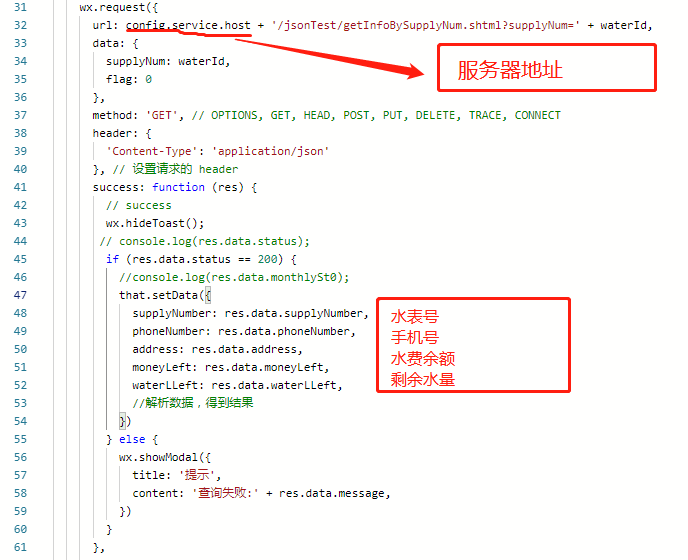 31 wx.request({
32 url: config.service.host + '/jsonTest/getInfoBySupplyNum.shtml?supplyNum=' + waterId,
33 data: {
服务器地址
34 supplyNum: waterId,
35 flag: 0
36 },
37 method: 'GET', // OPTIONS, GET, HEAD, POST, PUT, DELETE, TRACE, CONNECT
38 header: {
39 'Content-Type': 'application/json'
40 }, // 设置请求的 header
41 success: function (res) {
42 // success
43 wx.hideToast();
44 // console.log(res.data.status);
45 if (res.data.status == 200) {
46 //console.log(res.data.monthlySt0);
47 that.setData({
48 supplyNumber: res.data.supplyNumber,
49 phoneNumber: res.data.phoneNumber,
50 address: res.data.address,
51 moneyLeft: res.data.moneyLeft,
52 waterLLeft: res.data.waterLLeft,
水表号
手机号
水费余额
剩余水量
53 //解析数据，得到结果
54 })
55 } else {
56 wx.showModal({
57 title: '提示',
58 content: '查询失败:' + res.data.message,
59 })
60 }
61 },